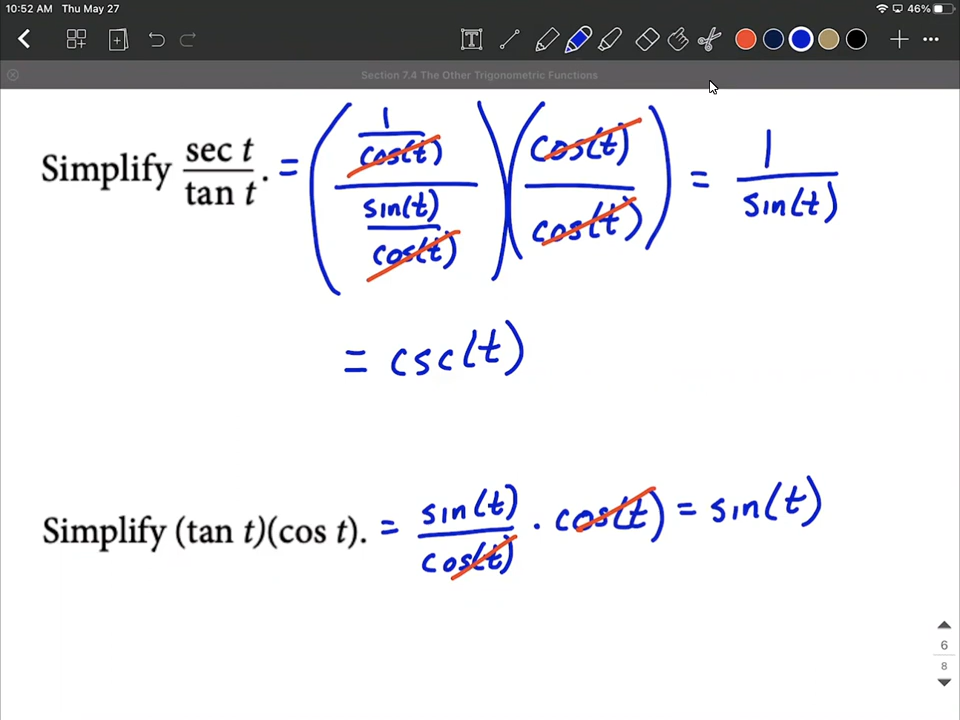 10:52 AM Thu May 27 46%
Section 7.4 The Other Trigonometric Functions
Simplify sec t / tan t. = ((1/cos(t)) / (sin(t)/cos(t))) (cos(t)/cos(t)) = 1/sin(t)
= csc(t)
Simplify (tan t)(cos t). = sin(t)/cos(t) · cos(t) = sin(t)
6
8